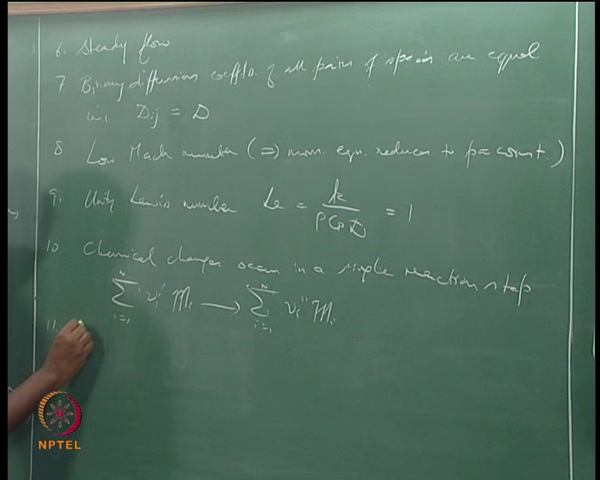 6. Steady flow
7. Binary diffusion coeffts. of all pairs of species are equal
i.e., Dij = D
8 Low Mach number (=> mom. eqn. reduces to p≈const.)
9. Unity Lewis number Le = k / ρCpD = 1
10. Chemical changes occur in a single reaction step
∑ᵢ₌₁ᴺ νᵢ' 𝔐ᵢ → ∑ᵢ₌₁ᴺ νᵢ'' 𝔐ᵢ
11.
NPTEL